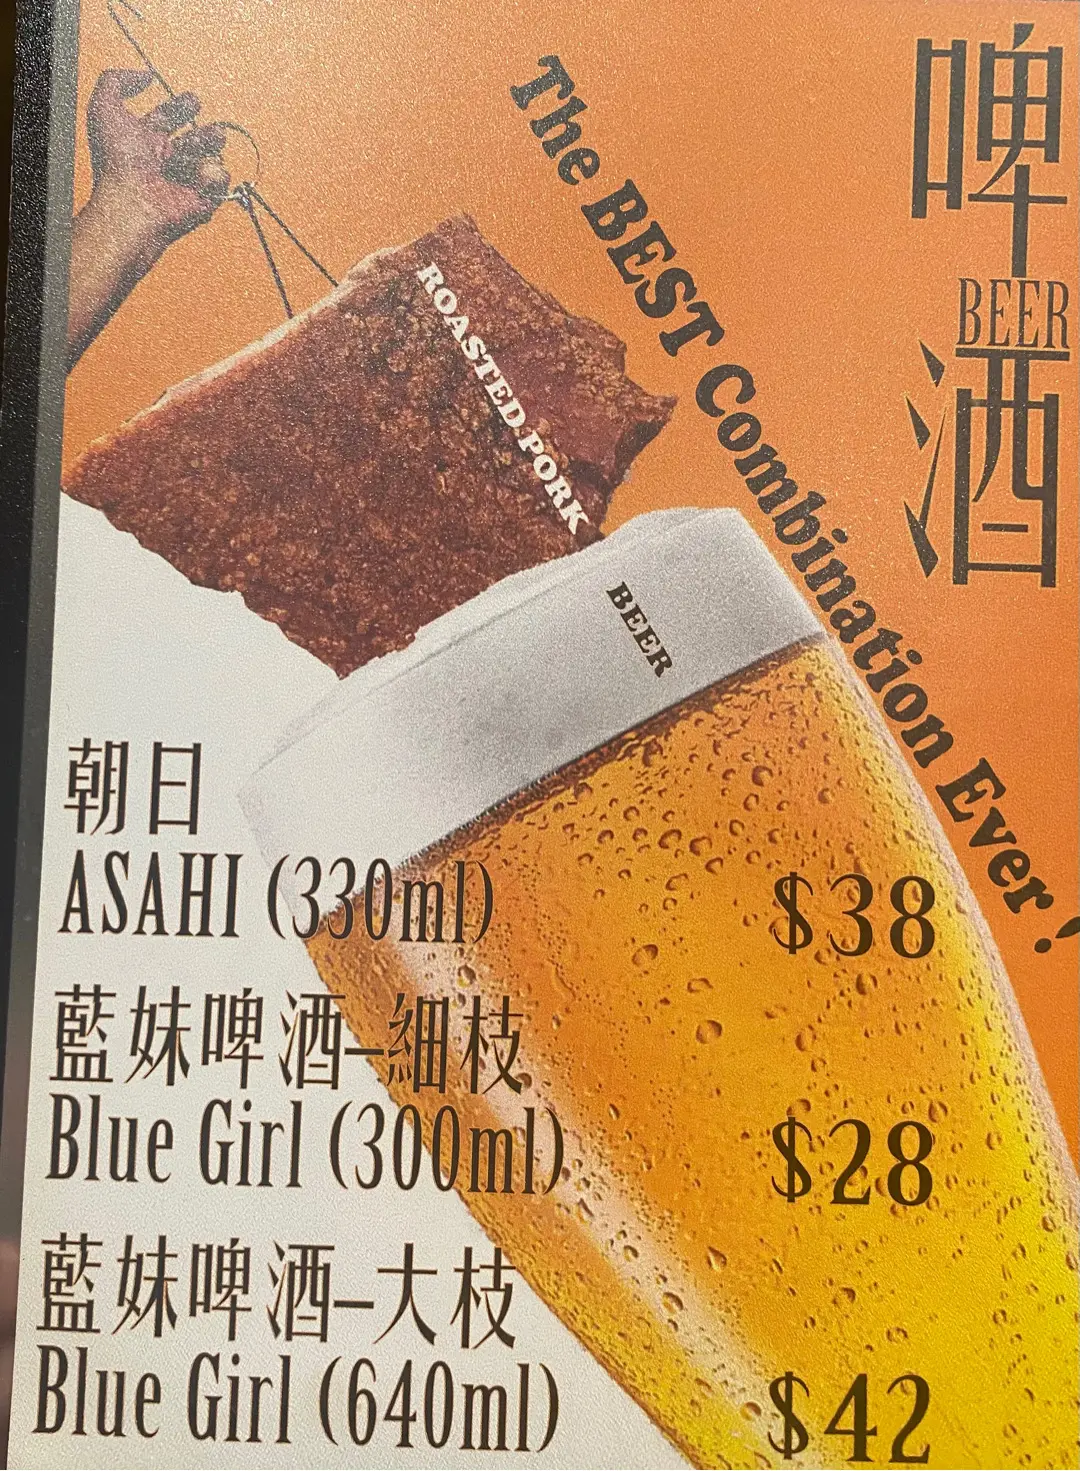 啤酒
BEER
The BEST Combination Ever!
ROASTED PORK
BEER
朝日
ASAHI (330ml) $38
藍妹啤酒–細枝
Blue Girl (300ml) $28
藍妹啤酒–大枝
Blue Girl (640ml) $42